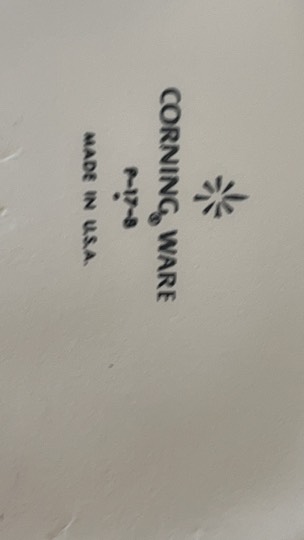 CORNING® WARE
P-17-B
MADE IN U.S.A.